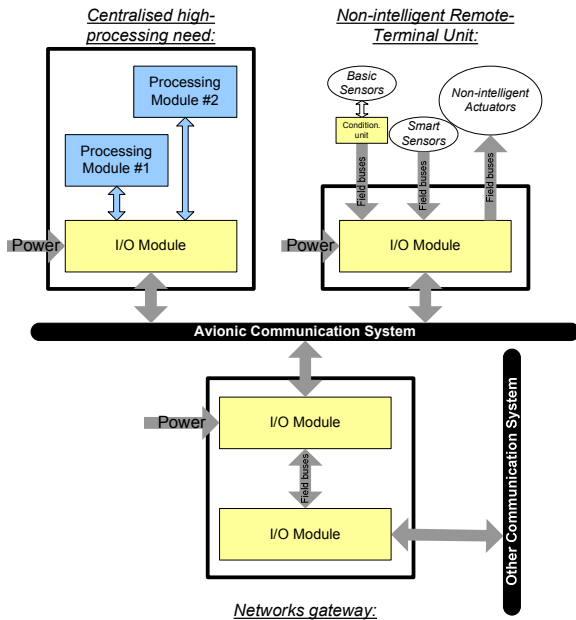 Centralised high-
processing need:
Processing
Module #2
Processing
Module #1
I/O Module
Power
Non-intelligent Remote-
Terminal Unit:
Basic
Sensors
Condition.
unit
Smart
Sensors
Non-intelligent
Actuators
Field buses
Field buses
Field buses
I/O Module
Power
Avionic Communication System
I/O Module
Power
Field buses
I/O Module
Other Communication System
Networks gateway: